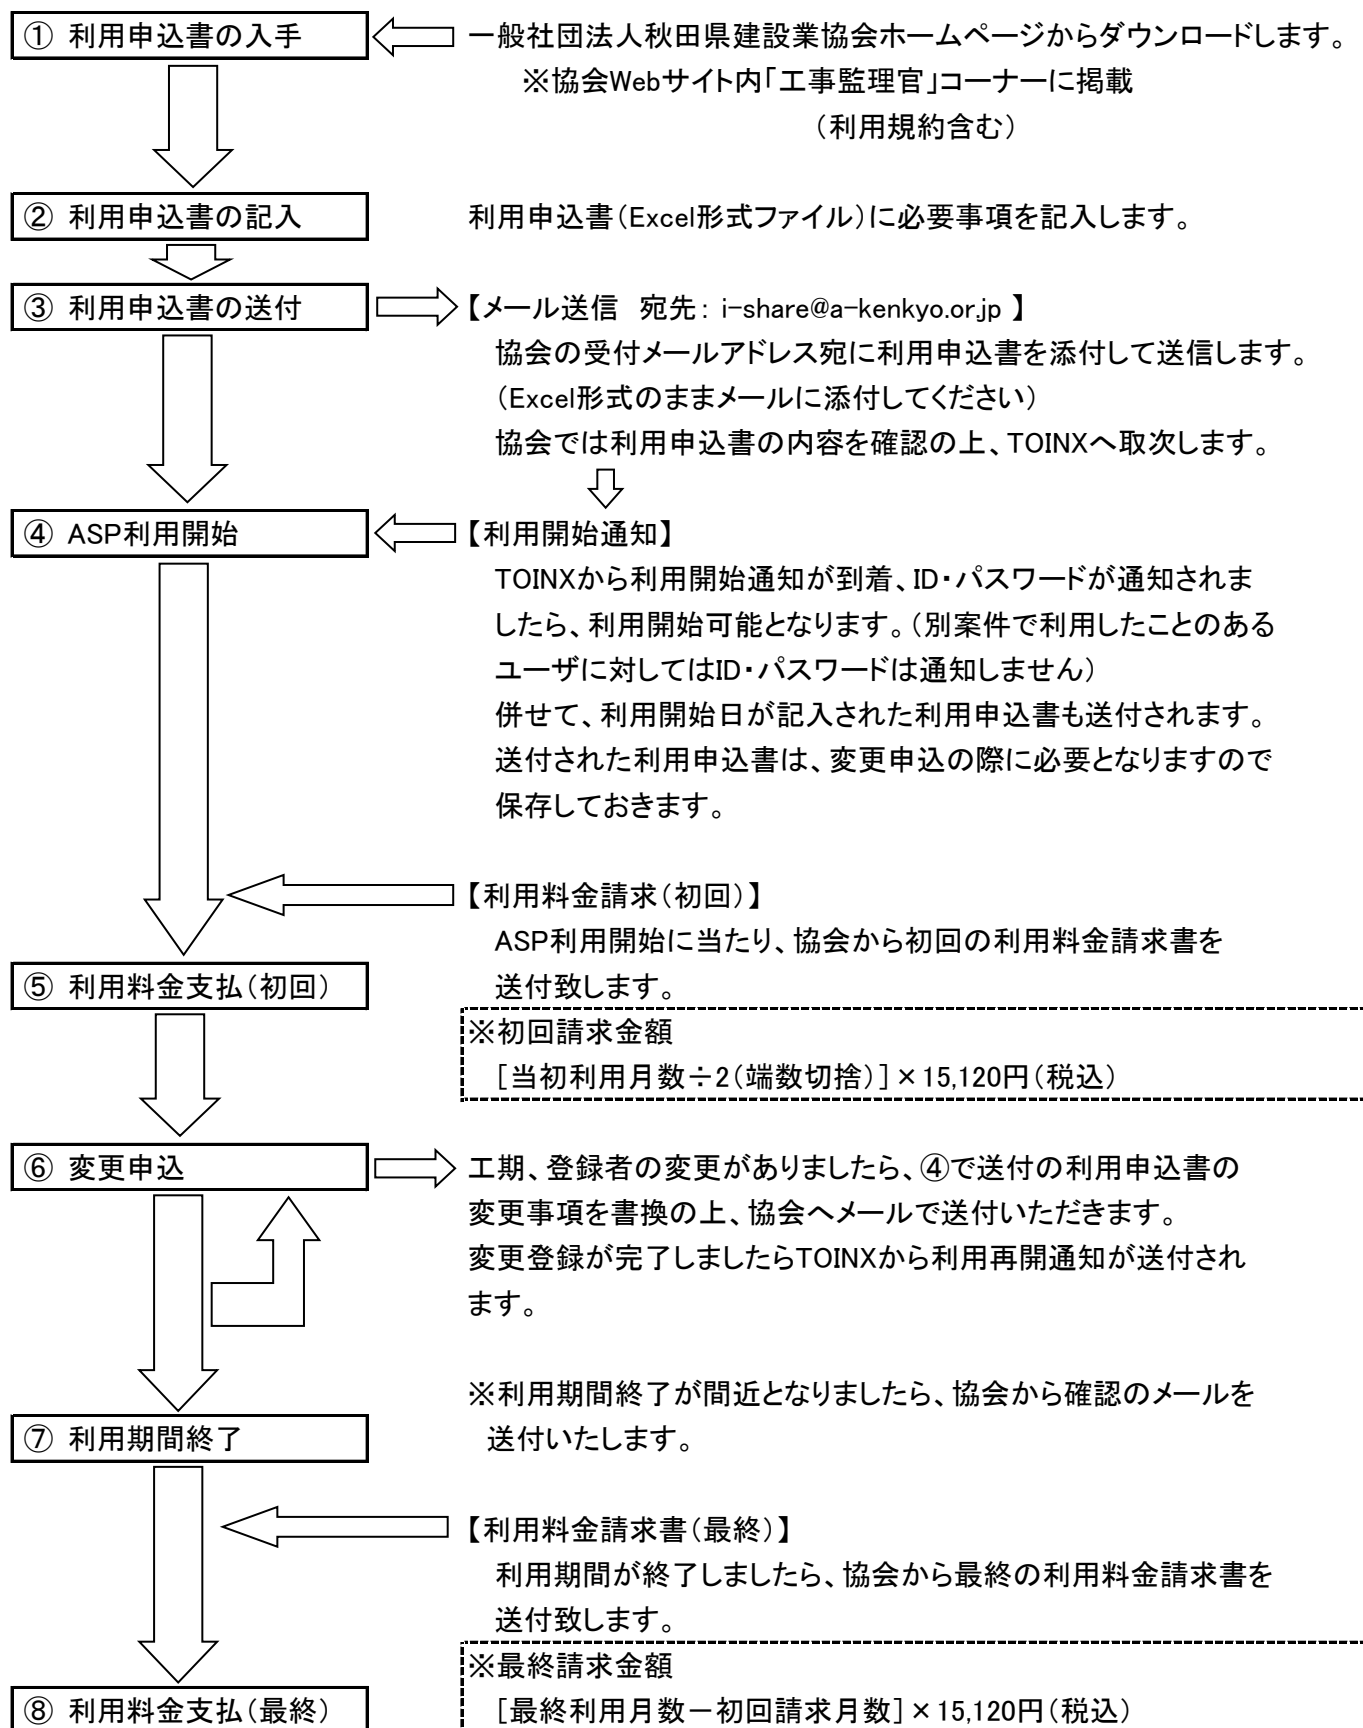 ① 利用申込書の入手
一般社団法人秋田県建設業協会ホームページからダウンロードします。
※協会Webサイト内「工事監理官」コーナーに掲載
（利用規約含む）
② 利用申込書の記入
利用申込書（Excel形式ファイル）に必要事項を記入します。
③ 利用申込書の送付
【メール送信　宛先： i-share@a-kenkyo.or.jp 】
協会の受付メールアドレス宛に利用申込書を添付して送信します。
（Excel形式のままメールに添付してください）
協会では利用申込書の内容を確認の上、TOINXへ取次します。
④ ASP利用開始
【利用開始通知】
TOINXから利用開始通知が到着、ID・パスワードが通知されま
したら、利用開始可能となります。（別案件で利用したことのある
ユーザに対してはID・パスワードは通知しません）
併せて、利用開始日が記入された利用申込書も送付されます。
送付された利用申込書は、変更申込の際に必要となりますので
保存しておきます。
【利用料金請求（初回）】
ASP利用開始に当たり、協会から初回の利用料金請求書を
送付致します。
⑤ 利用料金支払（初回）
※初回請求金額
［当初利用月数÷2（端数切捨）］×15,120円（税込）
⑥ 変更申込
工期、登録者の変更がありましたら、④で送付の利用申込書の
変更事項を書換の上、協会へメールで送付いただきます。
変更登録が完了しましたらTOINXから利用再開通知が送付され
ます。
※利用期間終了が間近となりましたら、協会から確認のメールを
送付いたします。
⑦ 利用期間終了
【利用料金請求書（最終）】
利用期間が終了しましたら、協会から最終の利用料金請求書を
送付致します。
※最終請求金額
⑧ 利用料金支払（最終）
［最終利用月数－初回請求月数］×15,120円（税込）